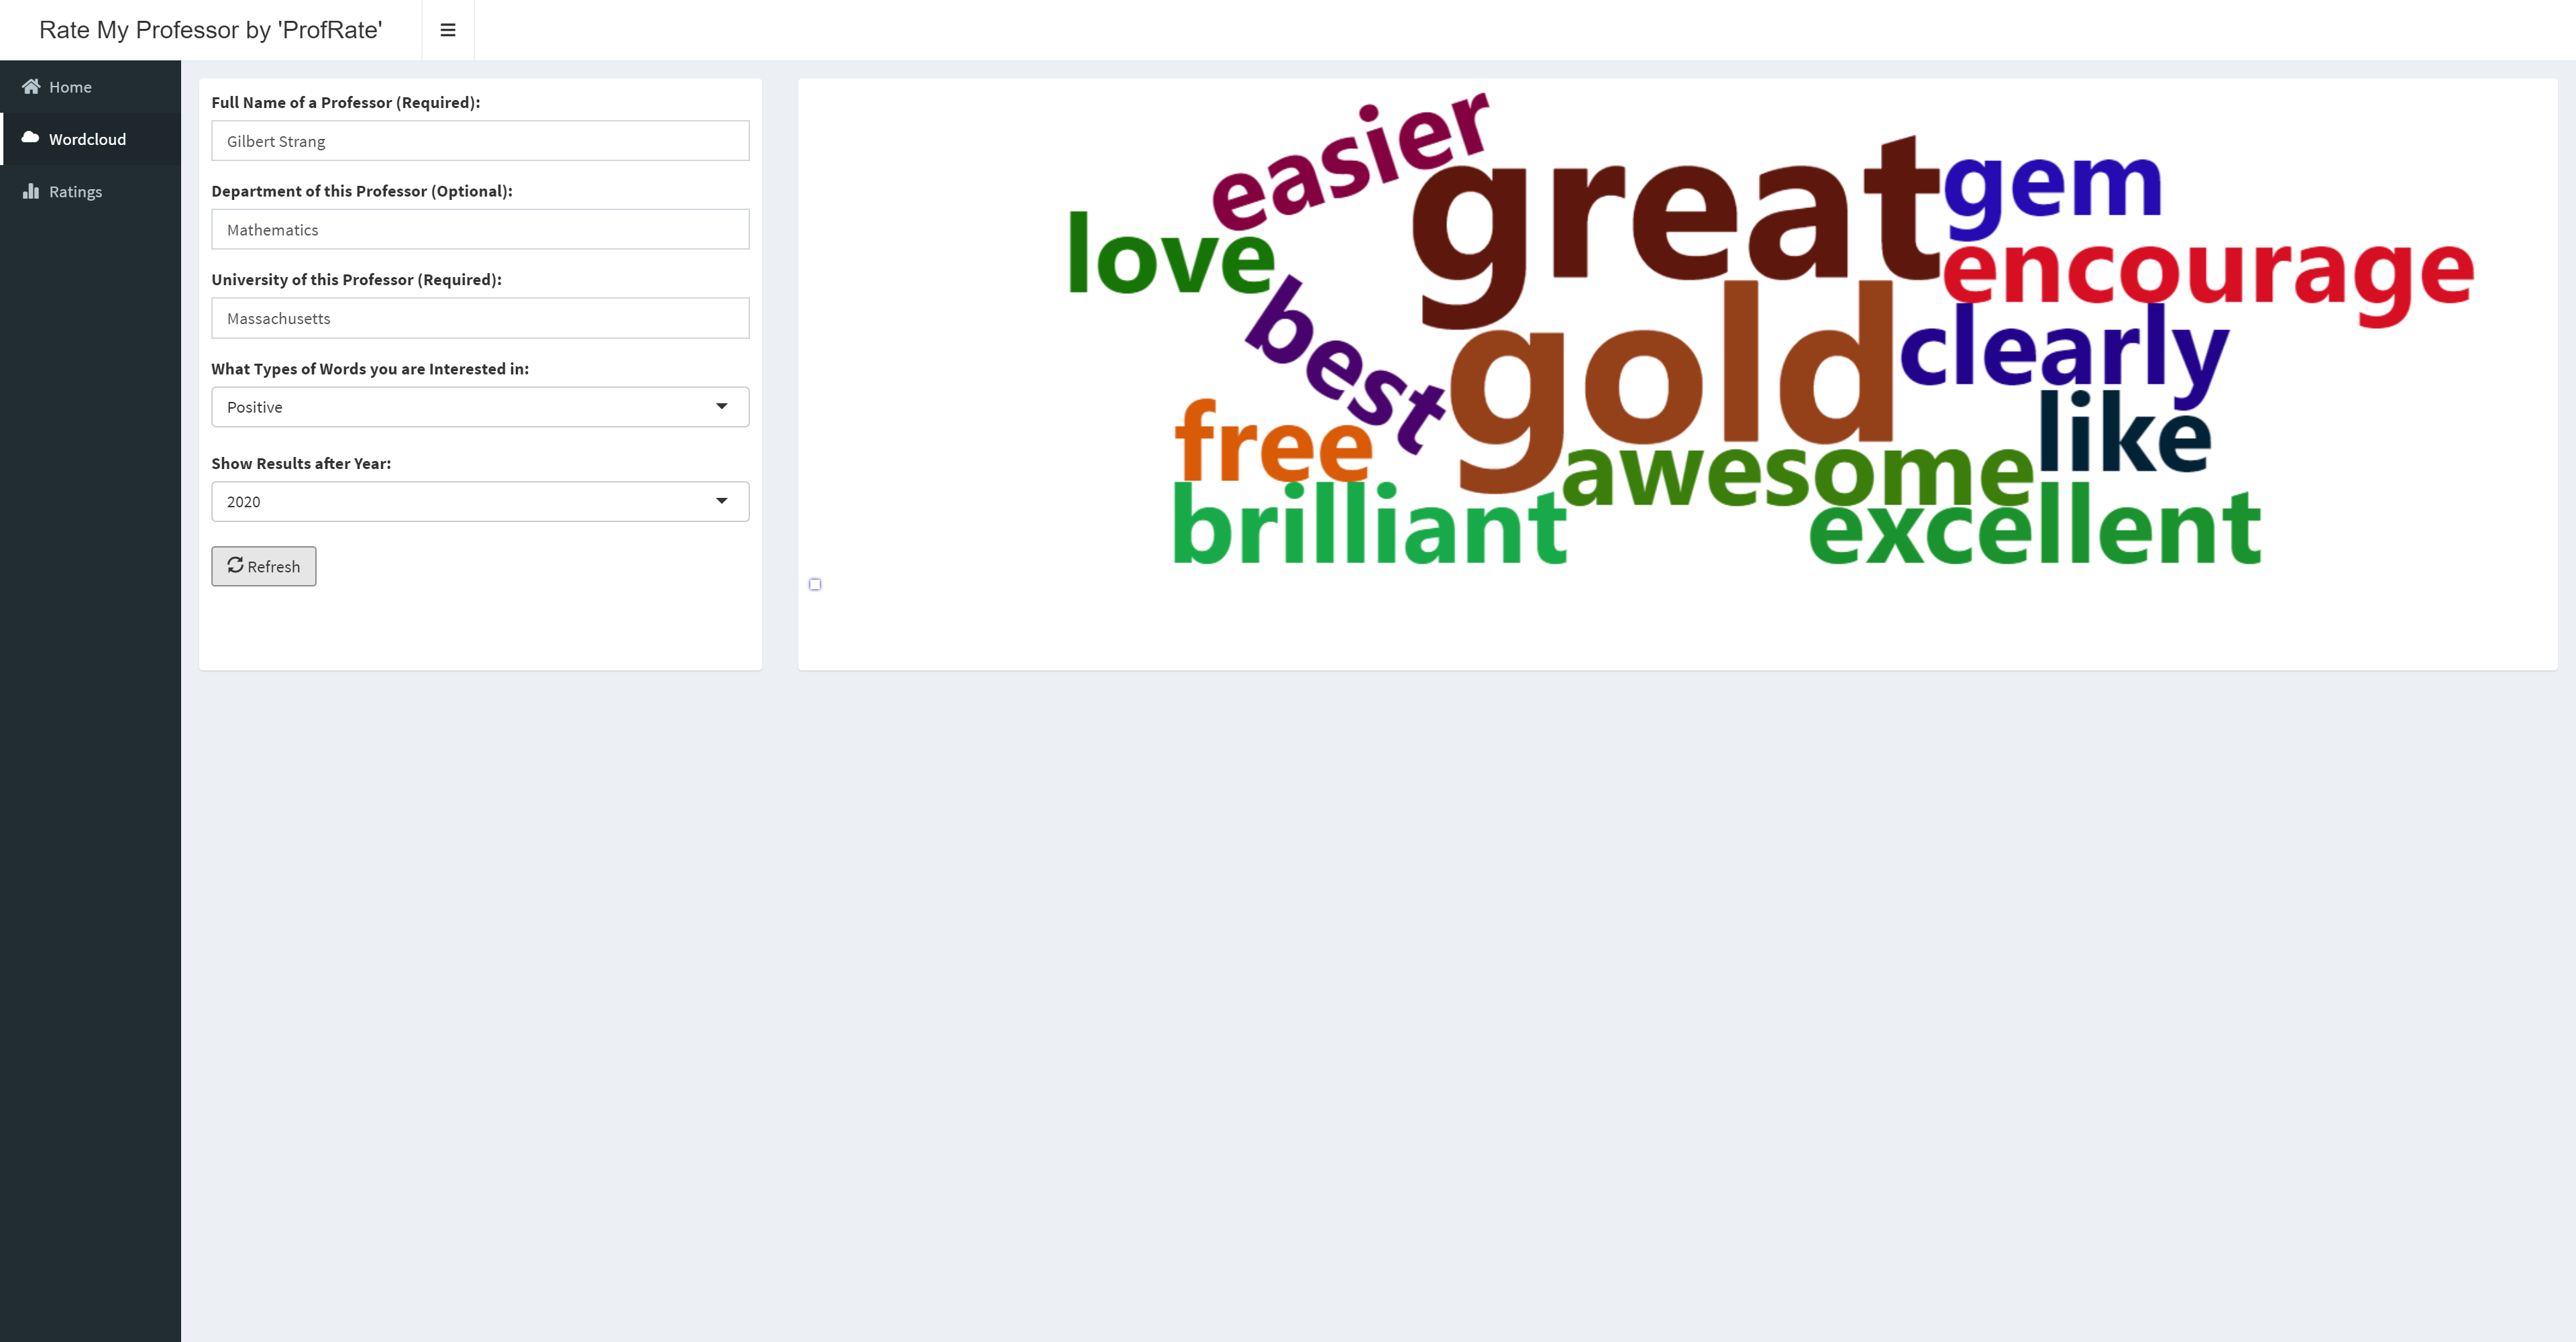 Rate My Professor by 'ProfRate'
Home
Wordcloud
Ratings
Full Name of a Professor (Required):
Gilbert Strang
Department of this Professor (Optional):
Mathematics
University of this Professor (Required):
Massachusetts
What Types of Words you are Interested in:
Positive
Show Results after Year:
2020
Refresh
easier
great
gem
love
encourage
best
gold
clearly
free
like
awesome
brilliant
excellent